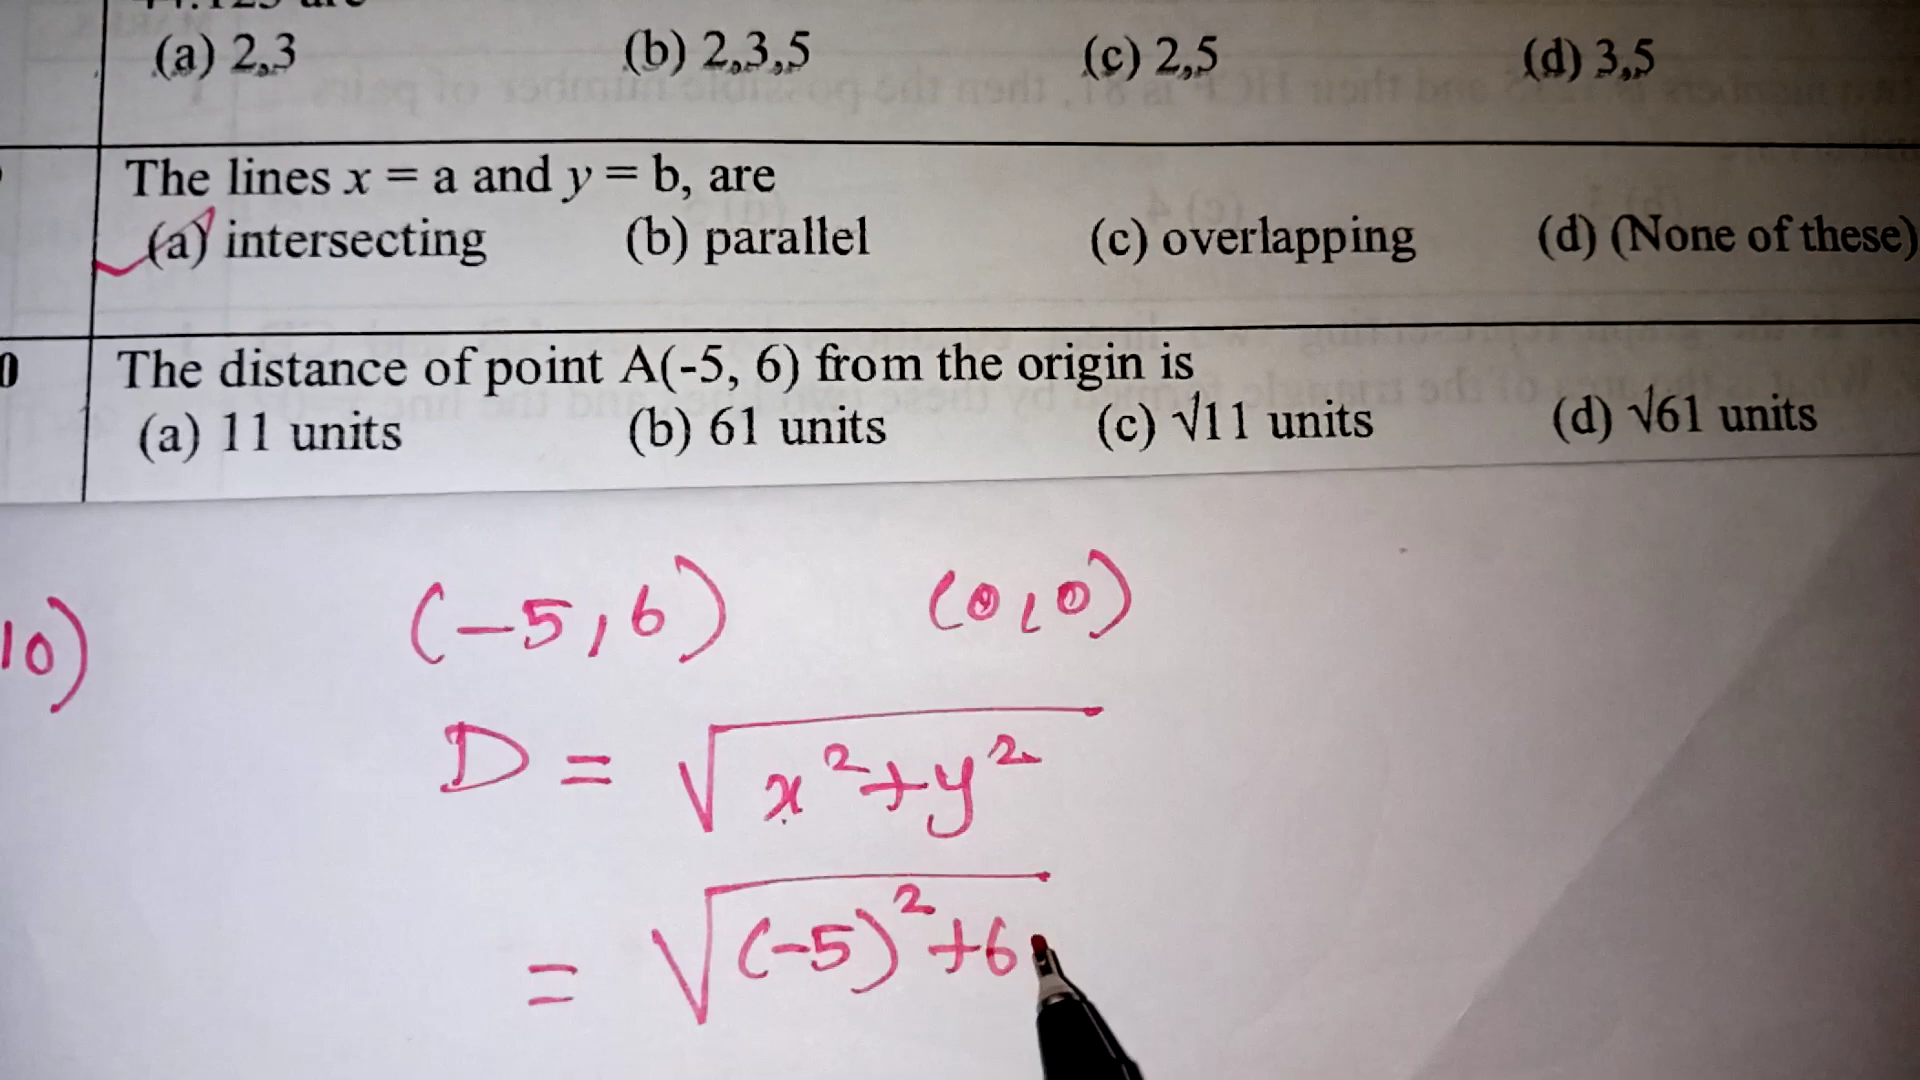 (a) 2,3 (b) 2,3,5 (c) 2,5 (d) 3,5
The lines x = a and y = b, are
(a) intersecting (b) parallel (c) overlapping (d) (None of these)
0 The distance of point A(-5, 6) from the origin is
(a) 11 units (b) 61 units (c) √11 units (d) √61 units
10) (-5,6) (0,0)
D = √x²+y²
= √(-5)²+6